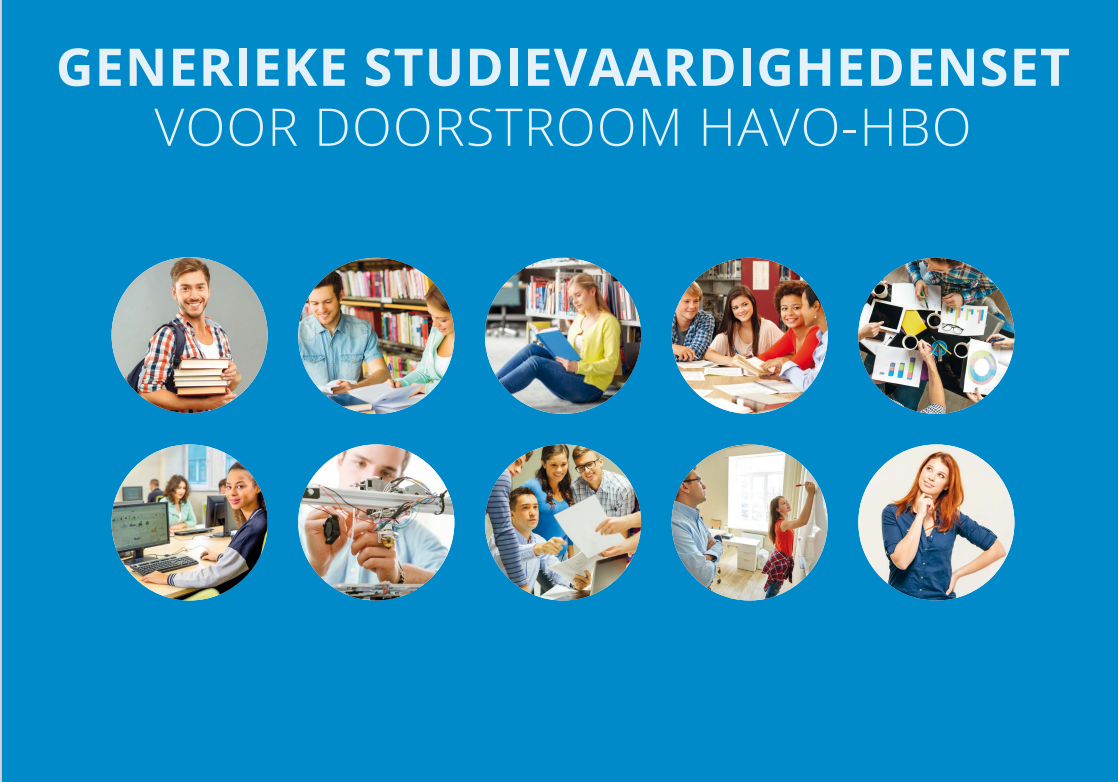 GENERIEKE STUDIEVAARDIGHEDENSET
VOOR DOORSTROOM HAVO-HBO